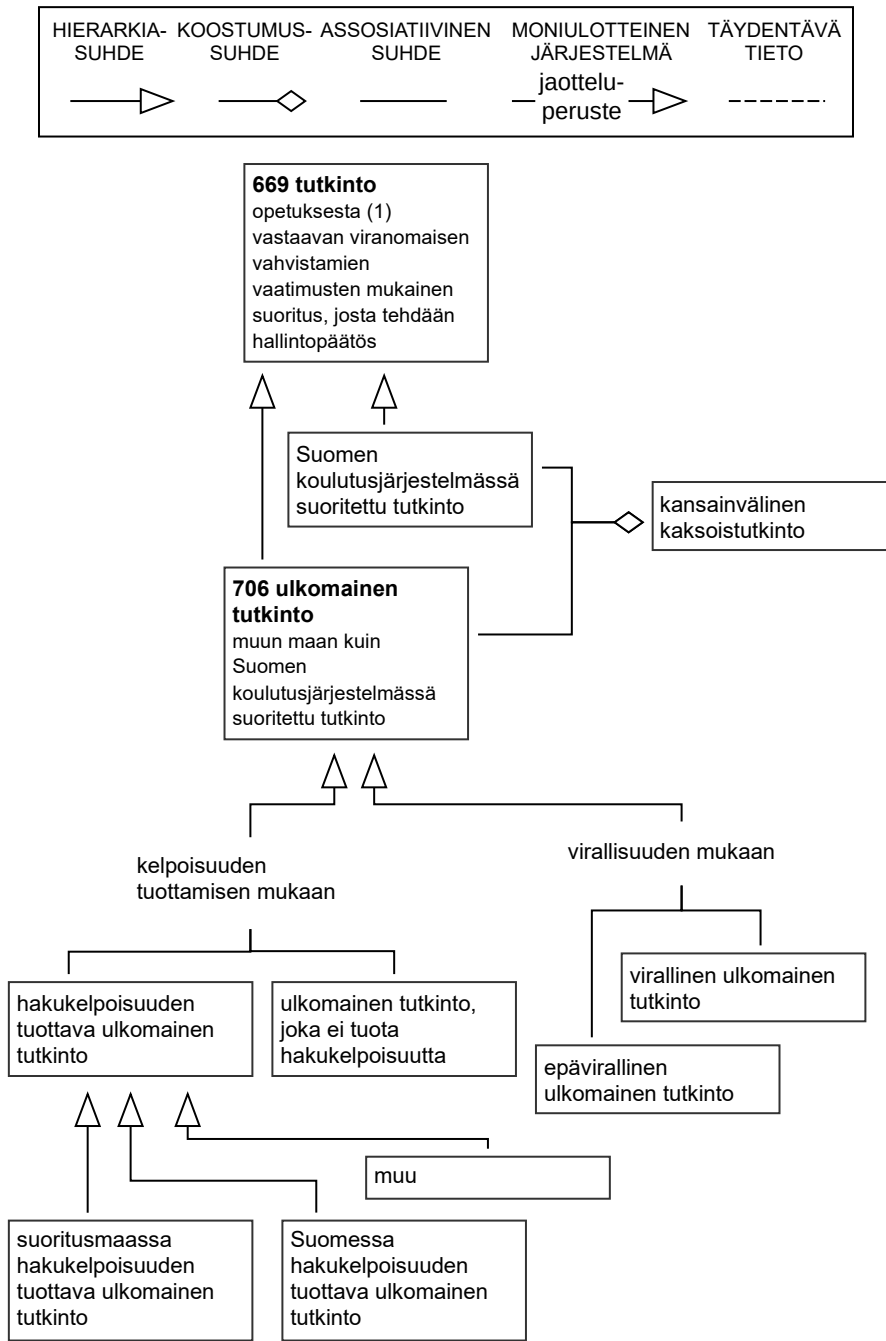 HIERARKIA-
SUHDE
KOOSTUMUS-
SUHDE
ASSOSIATIIVINEN
SUHDE
MONIULOTTEINEN
JÄRJESTELMÄ
jaottelu-
peruste
TÄYDENTÄVÄ
TIETO
669 tutkinto
opetuksesta (1)
vastaavan viranomaisen
vahvistamien
vaatimusten mukainen
suoritus, josta tehdään
hallintopäätös
Suomen
koulutusjärjestelmässä
suoritettu tutkinto
kansainvälinen
kaksoistutkinto
706 ulkomainen
tutkinto
muun maan kuin
Suomen
koulutusjärjestelmässä
suoritettu tutkinto
kelpoisuuden
tuottamisen mukaan
virallisuuden mukaan
hakukelpoisuuden
tuottava ulkomainen
tutkinto
ulkomainen tutkinto,
joka ei tuota
hakukelpoisuutta
virallinen ulkomainen
tutkinto
epävirallinen
ulkomainen tutkinto
muu
suoritusmaassa
hakukelpoisuuden
tuottava ulkomainen
tutkinto
Suomessa
hakukelpoisuuden
tuottava ulkomainen
tutkinto